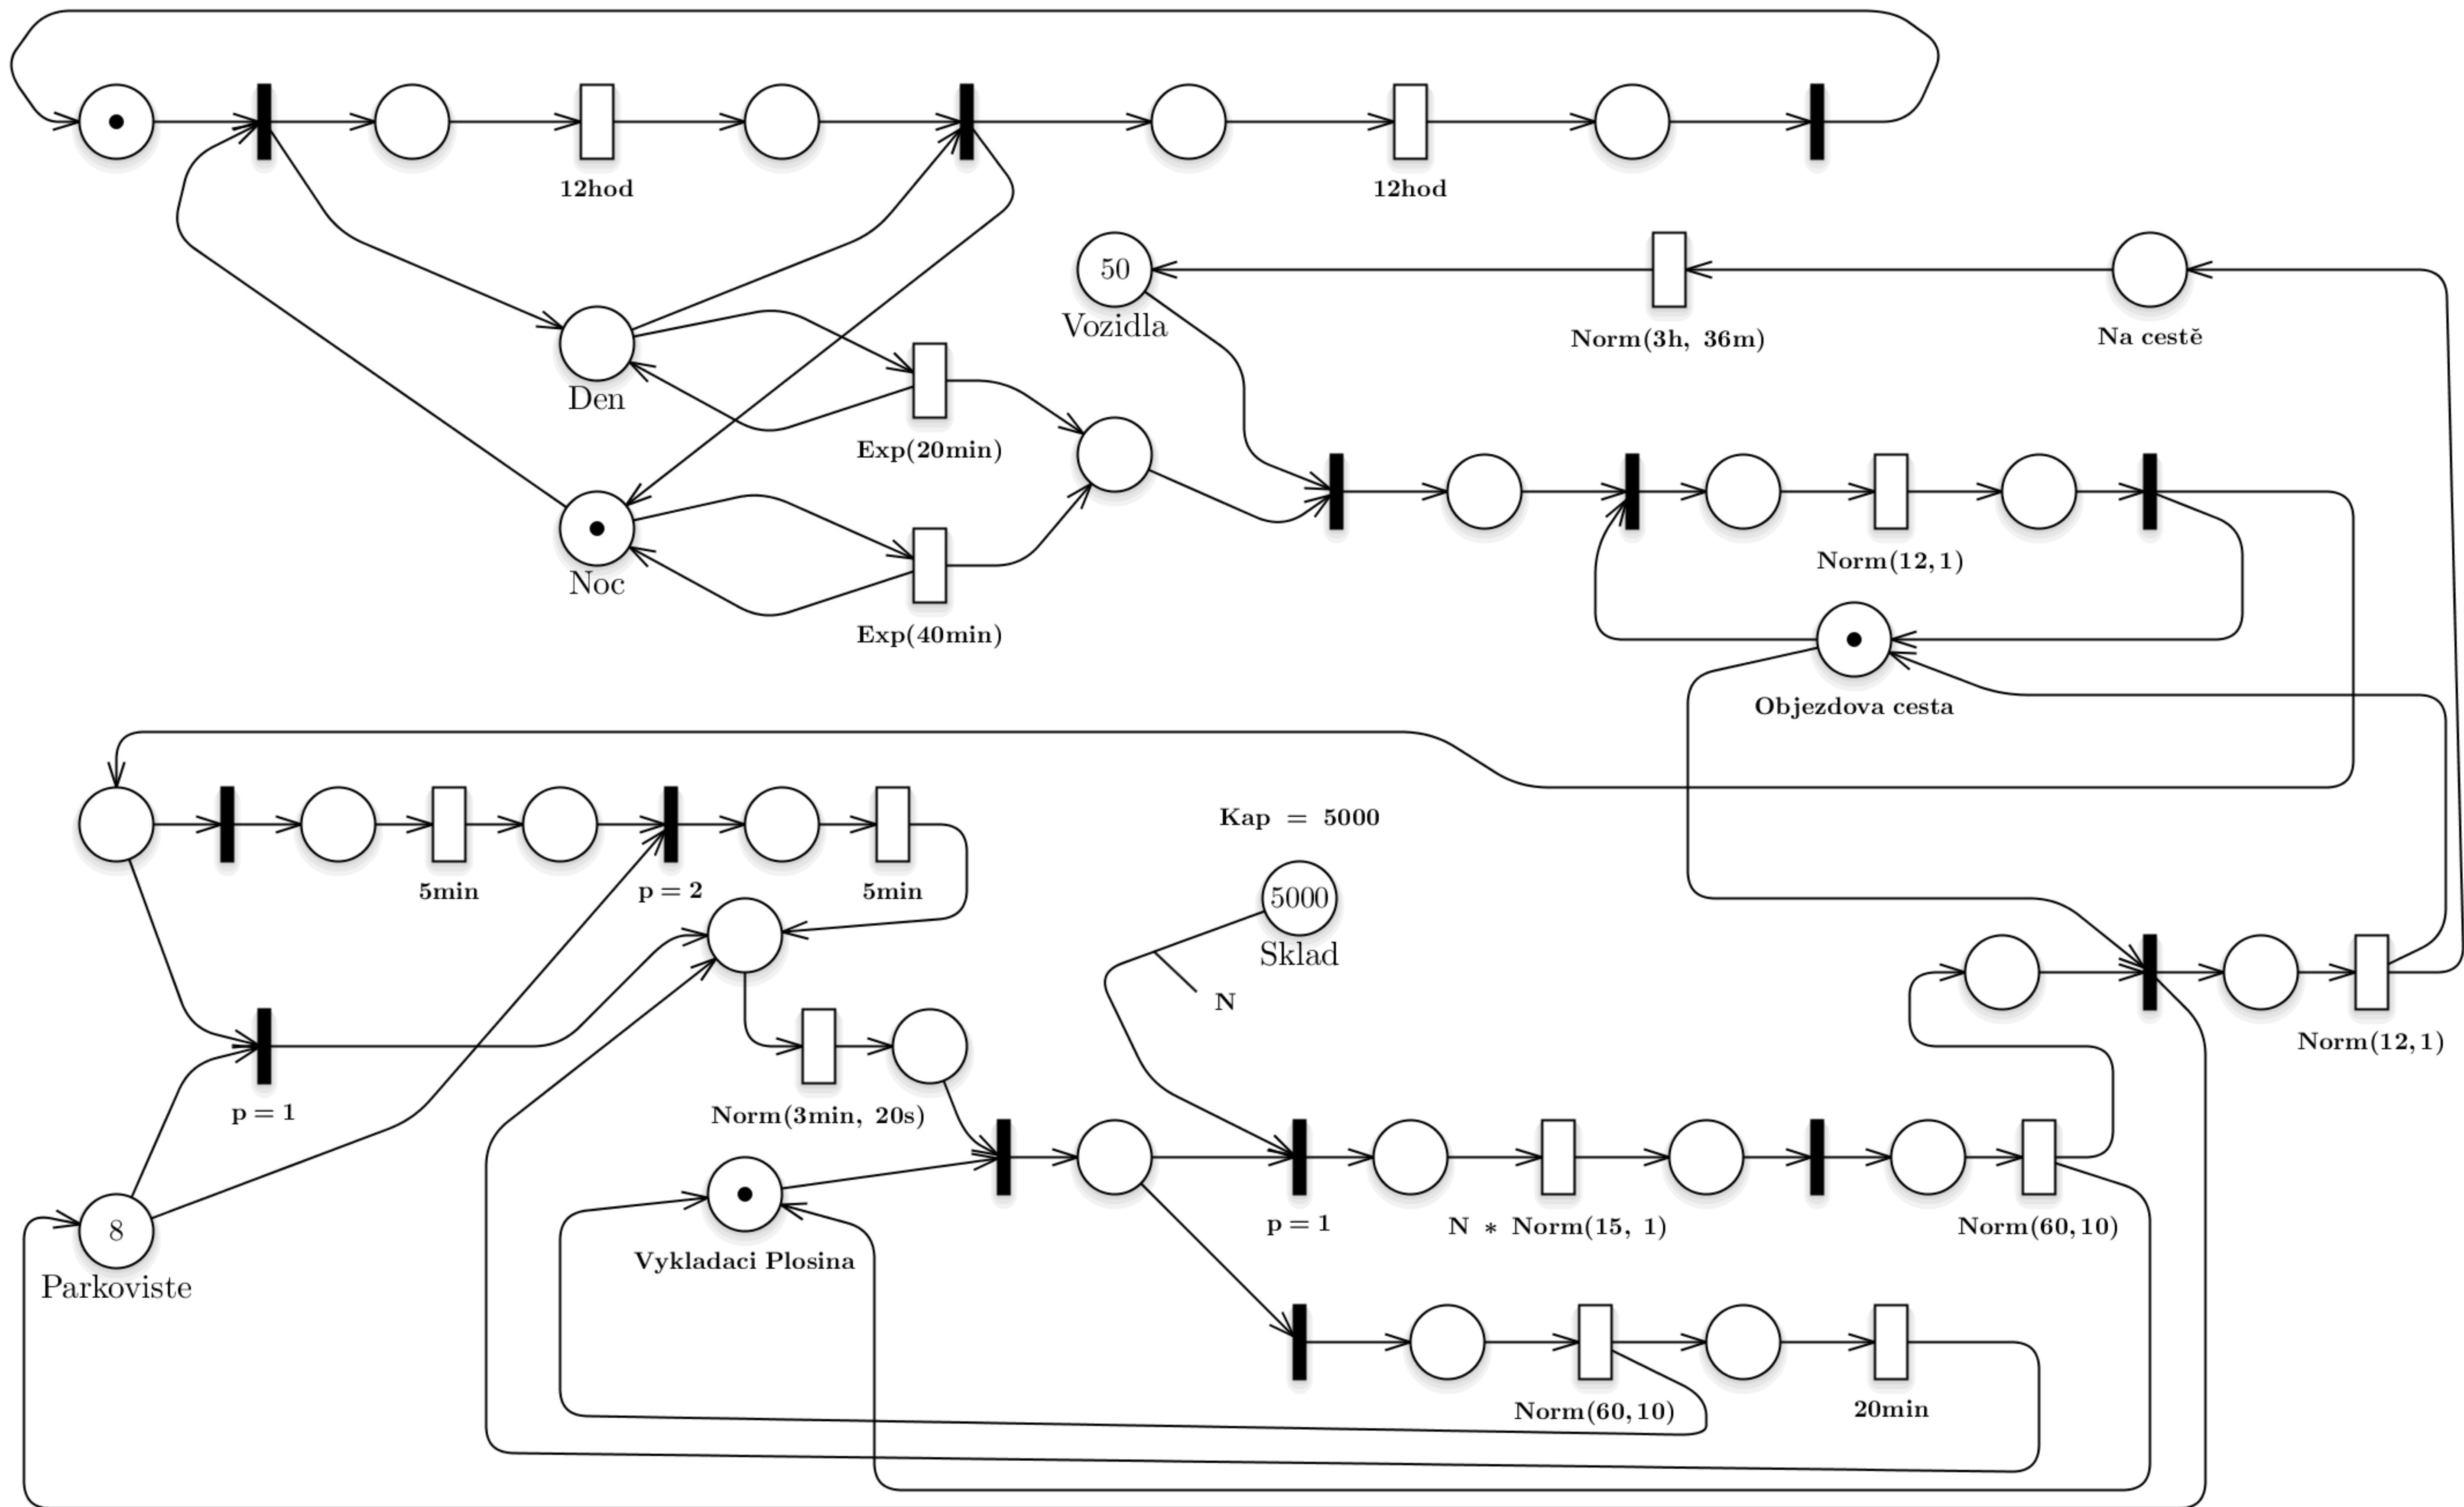 12hod
12hod
50
Vozidla
Norm(3h, 36m)
Na cestě
Den
Exp(20min)
Noc
Exp(40min)
Norm(12,1)
Objezdova cesta
Kap = 5000
5min
p = 2
5min
5000
Sklad
N
Norm(12,1)
p = 1
Norm(3min, 20s)
8
Parkoviste
Vykladaci Plosina
p = 1
N * Norm(15, 1)
Norm(60,10)
Norm(60,10)
20min